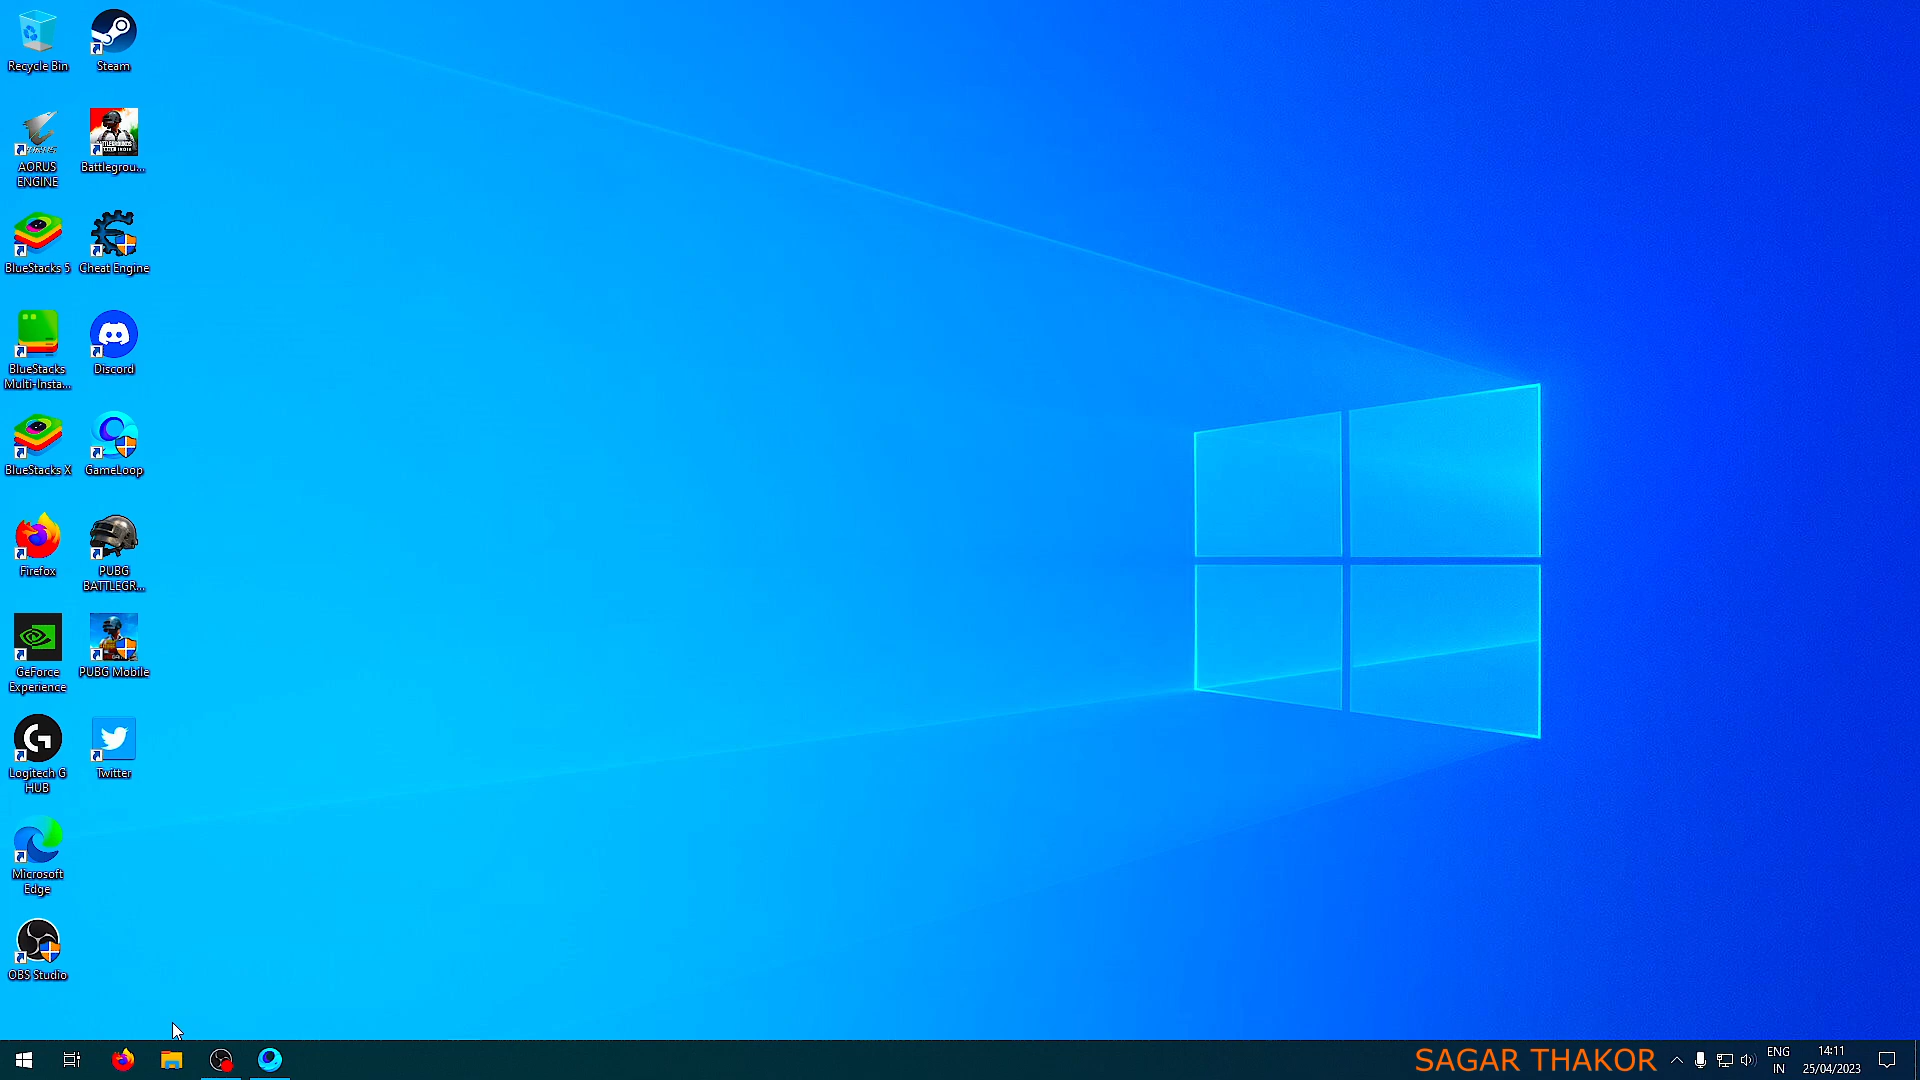 Recycle Bin
Steam
AORUS
ENGINE
Battlegrou...
BlueStacks 5
Cheat Engine
BlueStacks
Multi-Insta...
Discord
BlueStacks X
GameLoop
Firefox
PUBG
BATTLEGR...
GeForce
Experience
PUBG Mobile
Logitech G
HUB
Twitter
Microsoft
Edge
OBS Studio
SAGAR THAKOR
ENG
IN
14:11
25/04/2023